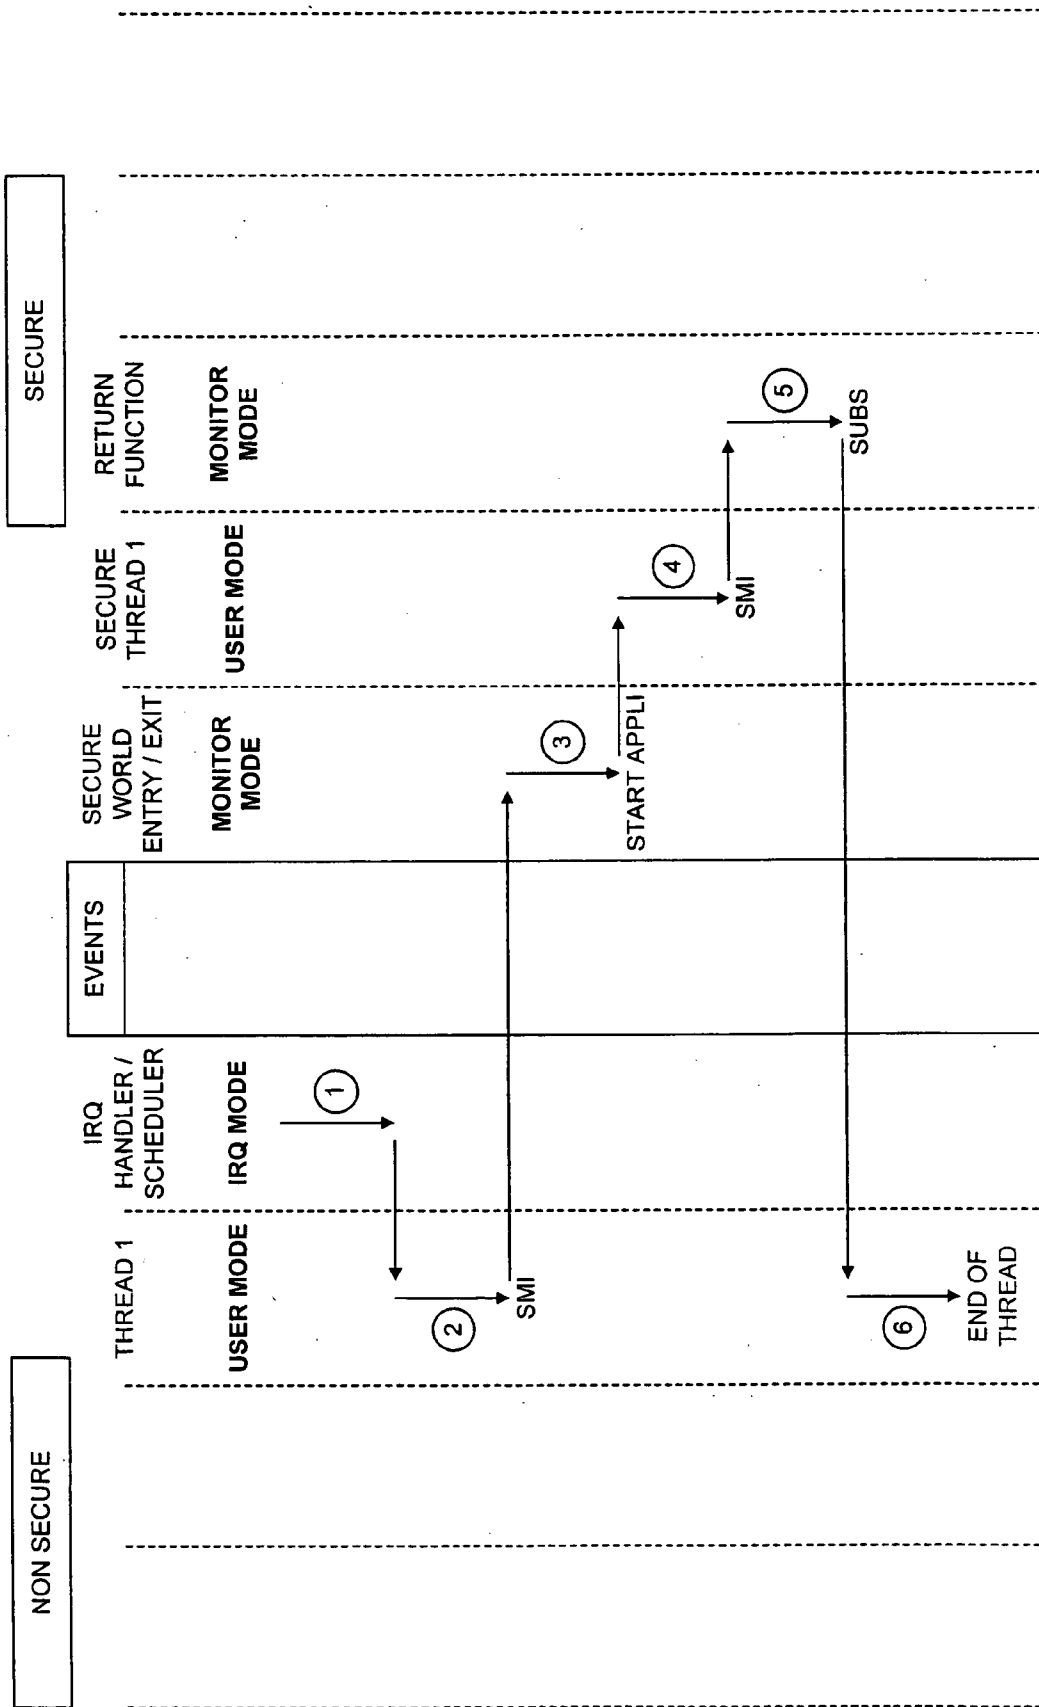 NON SECURE
SECURE
EVENTS
THREAD 1
USER MODE
IRQ
HANDLER /
SCHEDULER
IRQ MODE
SECURE
WORLD
ENTRY / EXIT
MONITOR
MODE
SECURE
THREAD 1
USER MODE
RETURN
FUNCTION
MONITOR
MODE
1
2
SMI
3
START APPLI
4
SMI
5
SUBS
6
END OF
THREAD